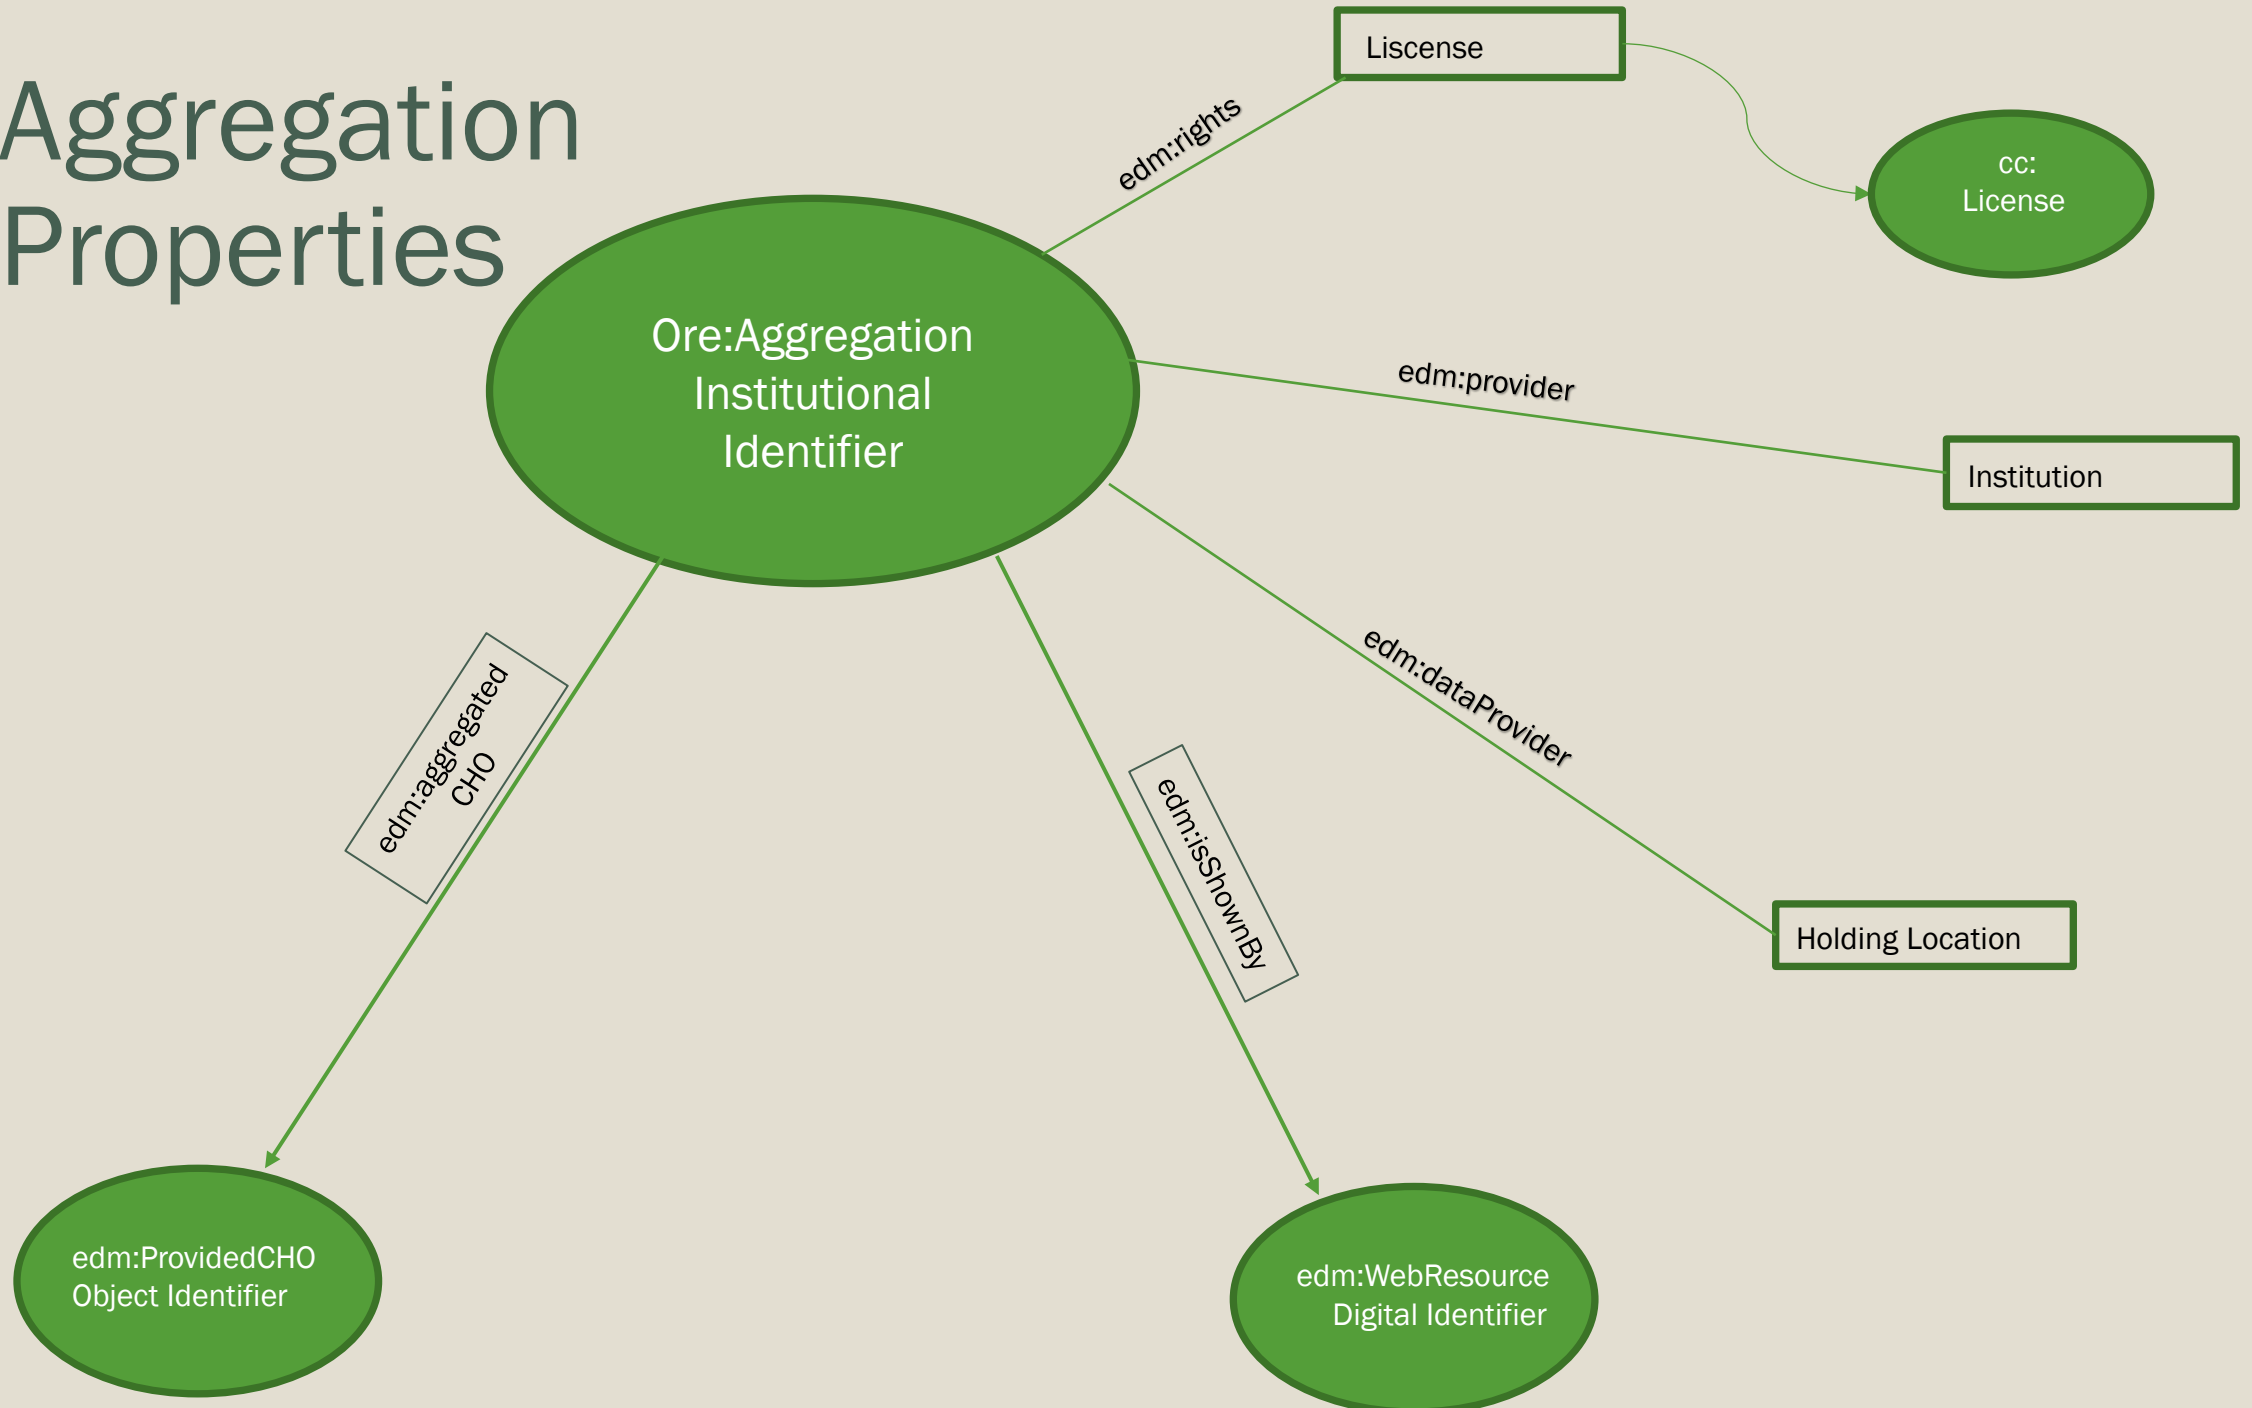 Aggregation
Properties
Liscense
edm:rights
cc:
License
Ore:Aggregation
Institutional
Identifier
edm:provider
Institution
edm:dataProvider
edm:aggregated
CHO
edm:isShownBy
Holding Location
edm:ProvidedCHO
Object Identifier
edm:WebResource
Digital Identifier